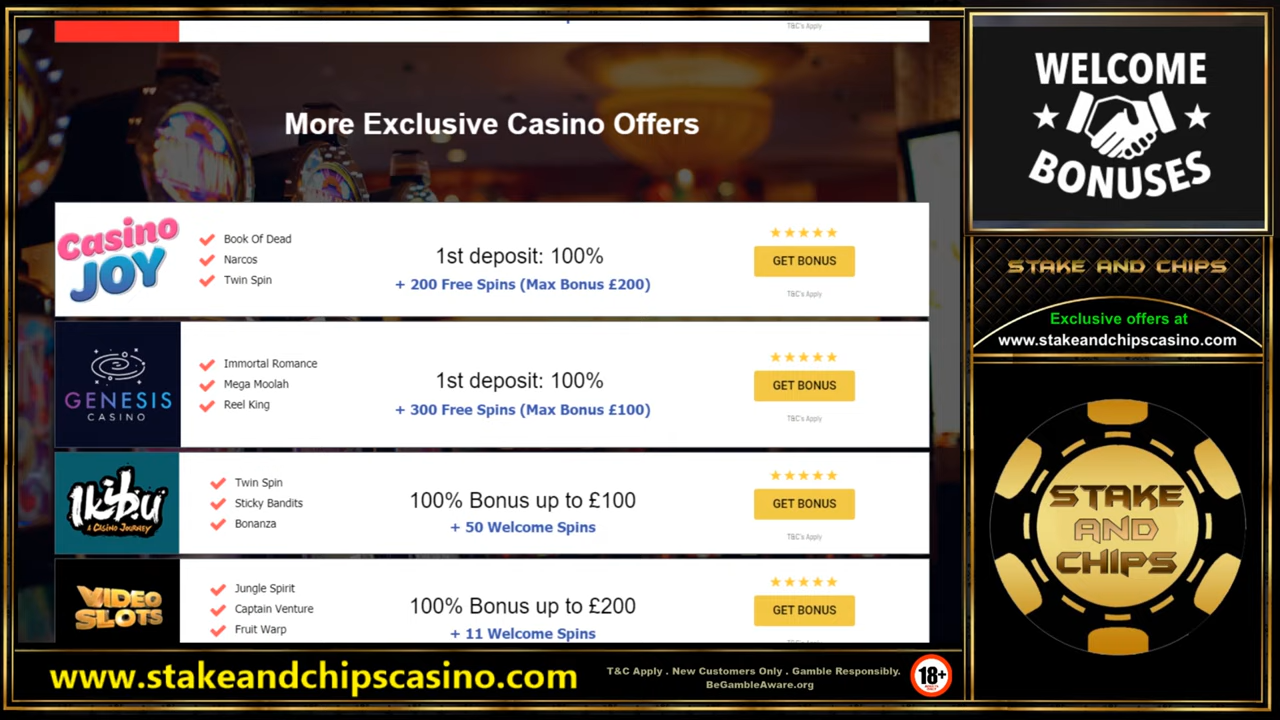 T&C's Apply
More Exclusive Casino Offers
Casino
JOY
Book Of Dead
Narcos
Twin Spin
1st deposit: 100%
+ 200 Free Spins (Max Bonus £200)
GET BONUS
T&C's Apply
GENESIS
CASINO
Immortal Romance
Mega Moolah
Reel King
1st deposit: 100%
+ 300 Free Spins (Max Bonus £100)
GET BONUS
T&C's Apply
Ikibu
A CASINO JOURNEY
Twin Spin
Sticky Bandits
Bonanza
100% Bonus up to £100
+ 50 Welcome Spins
GET BONUS
T&C's Apply
VIDEO
SLOTS
Jungle Spirit
Captain Venture
Fruit Warp
100% Bonus up to £200
+ 11 Welcome Spins
GET BONUS
WELCOME
BONUSES
STAKE AND CHIPS
Exclusive offers at
www.stakeandchipscasino.com
STAKE
AND
CHIPS
www.stakeandchipscasino.com
T&C Apply . New Customers Only . Gamble Responsibly.
BeGambleAware.org
18+